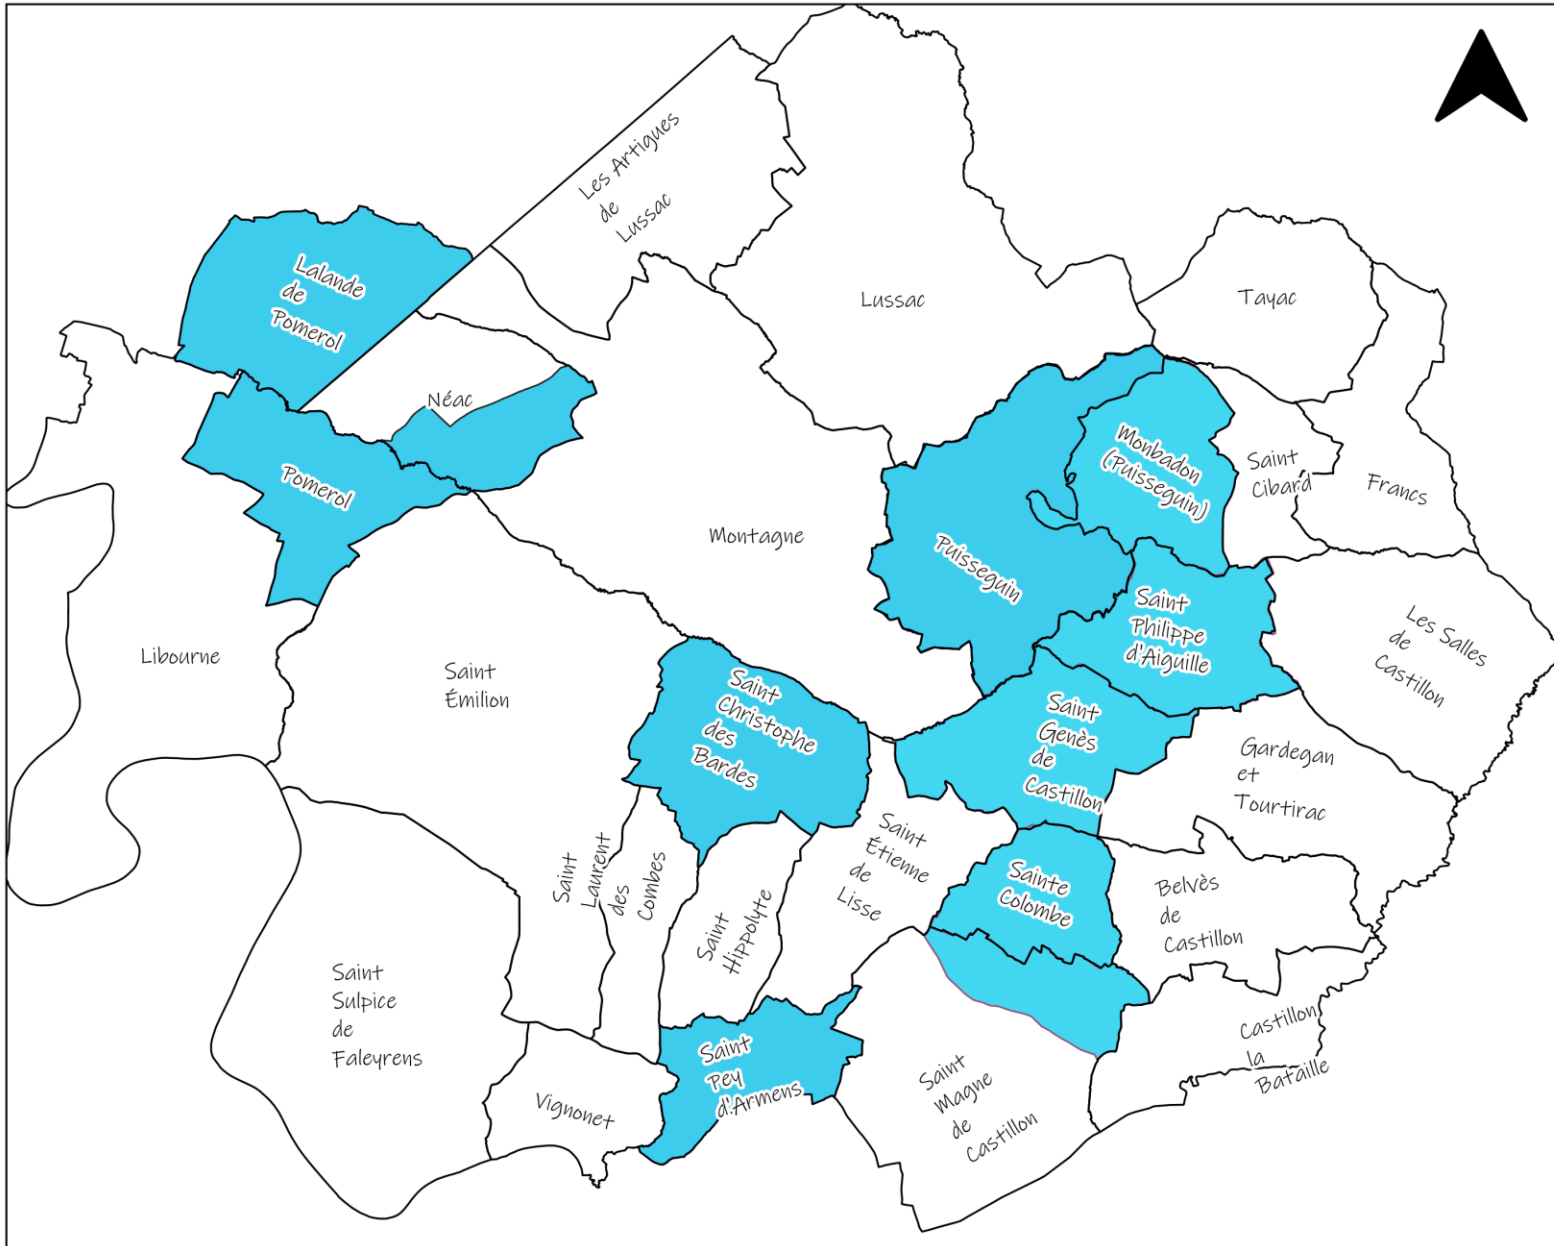 Les Artigues
de
Lussac
Lalande
de
Pomerol
Lussac
Tayac
Néac
Pomerol
Monbadon
(Puisseguin)
Saint
Cibard
Francs
Montagne
Puisseguin
Saint
Philippe
d'Aiguille
Les Salles
de
Castillon
Libourne
Saint
Émilion
Saint
Christophe
des
Bardes
Saint
Genès
de
Castillon
Gardegan
et
Tourtirac
Saint
Laurent
des
Combes
Saint
Hippolyte
Saint
Étienne
de
Lisse
Sainte
Colombe
Belvès
de
Castillon
Saint
Sulpice
de
Faleyrens
Vignonet
Saint
Pey
d'Armens
Saint
Magne
de
Castillon
Castillon
la
Bataille